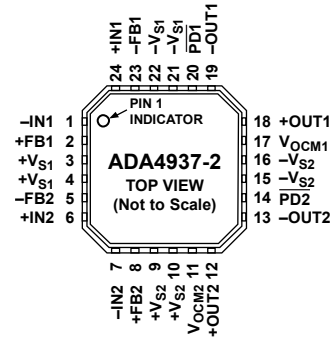 24 +IN1
23 –FB1
22 –VS1
21 –VS1
20 PD1
19 –OUT1
–IN1 1
+FB1 2
+VS1 3
+VS1 4
–FB2 5
+IN2 6
PIN 1
INDICATOR
ADA4937-2
TOP VIEW
(Not to Scale)
18 +OUT1
17 VOCM1
16 –VS2
15 –VS2
14 PD2
13 –OUT2
–IN2 7
+FB2 8
+VS2 9
+VS2 10
VOCM2 11
+OUT2 12